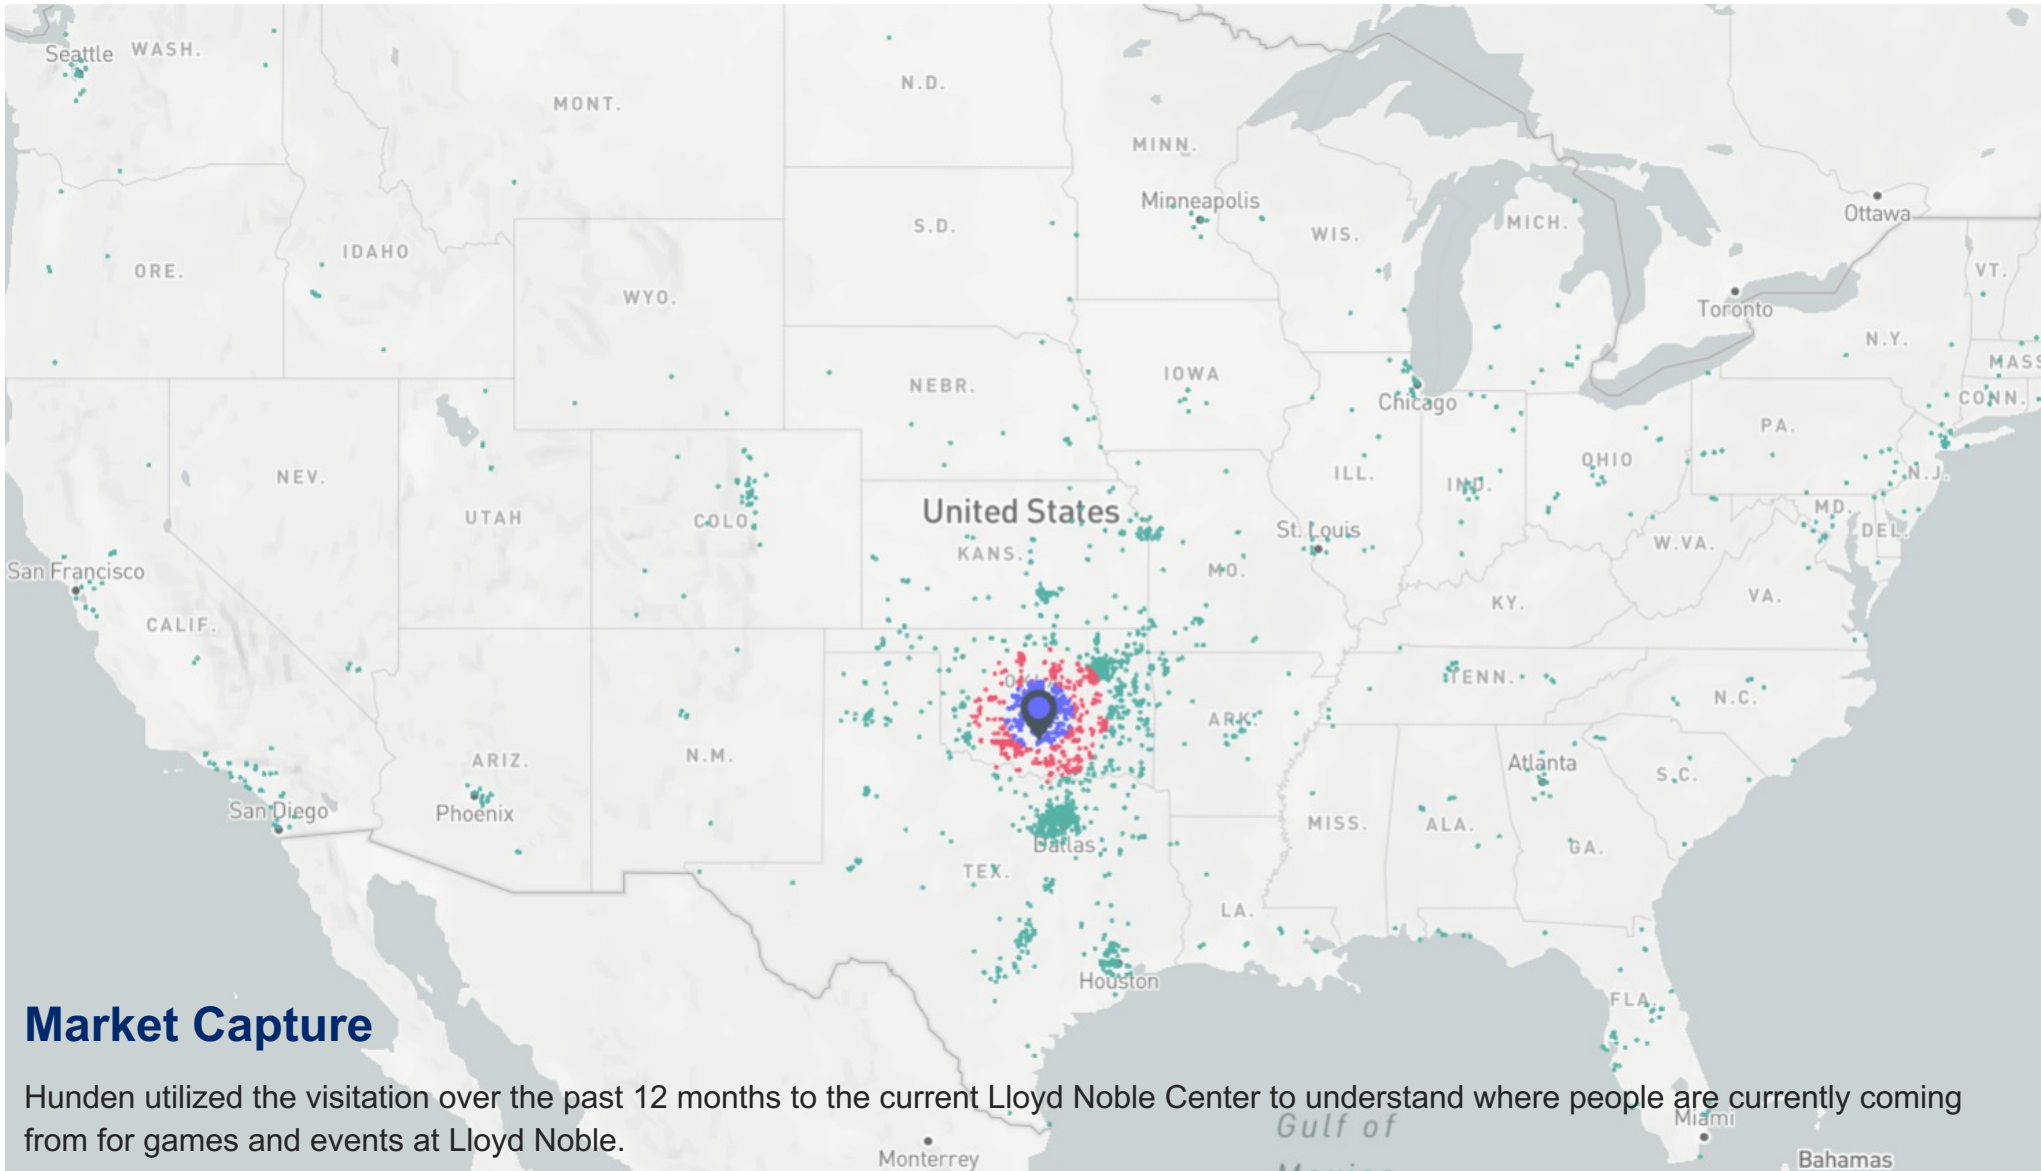 Seattle
WASH.
MONT.
N.D.
MINN.
Minneapolis
Ottawa
ORE.
IDAHO
S.D.
WIS.
MICH.
VT.
WYO.
Toronto
N.Y.
MASS
NEBR.
IOWA
Chicago
CONN.
PA.
NEV.
UTAH
COLO
United States
ILL.
IND.
OHIO
N.J.
MD.
DEL.
San Francisco
KANS.
St. Louis
MO.
W.VA.
VA.
CALIF.
KY.
OKLA.
TENN.
N.C.
ARIZ.
N.M.
ARK.
Atlanta
S.C.
San Diego
Phoenix
Dallas
MISS.
ALA.
GA.
TEX.
LA.
Houston
FLA.
Market Capture
Hunden utilized the visitation over the past 12 months to the current Lloyd Noble Center to understand where people are currently coming
from for games and events at Lloyd Noble.
Gulf of
Mexico
Miami
Monterrey
Bahamas